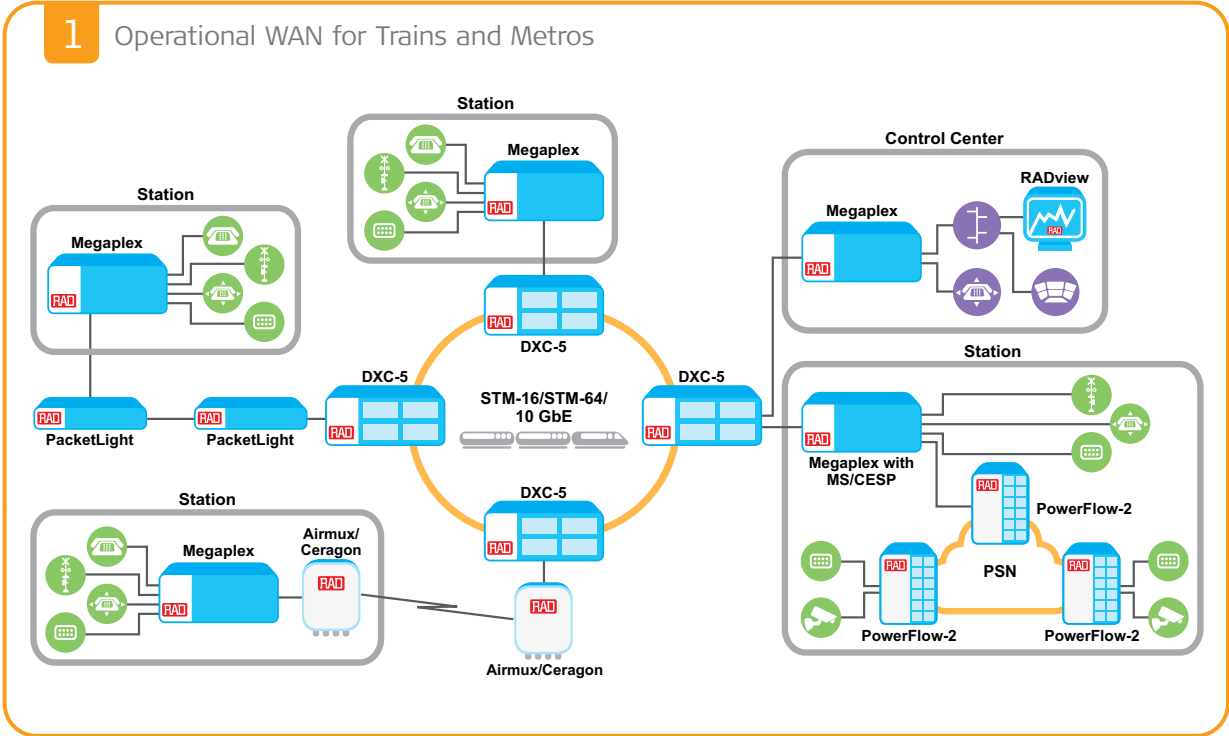 1
Operational WAN for Trains and Metros
Station
Megaplex
RAD
Station
Megaplex
RAD
Control Center
RADview
RAD
Megaplex
RAD
RAD
DXC-5
RAD
PacketLight
RAD
PacketLight
DXC-5
RAD
STM-16/STM-64/
10 GbE
DXC-5
RAD
DXC-5
RAD
Station
RAD
Megaplex with
MS/CESP
RAD
PowerFlow-2
PSN
RAD
PowerFlow-2
RAD
PowerFlow-2
Station
Megaplex
RAD
Airmux/
Ceragon
RAD
RAD
Airmux/Ceragon